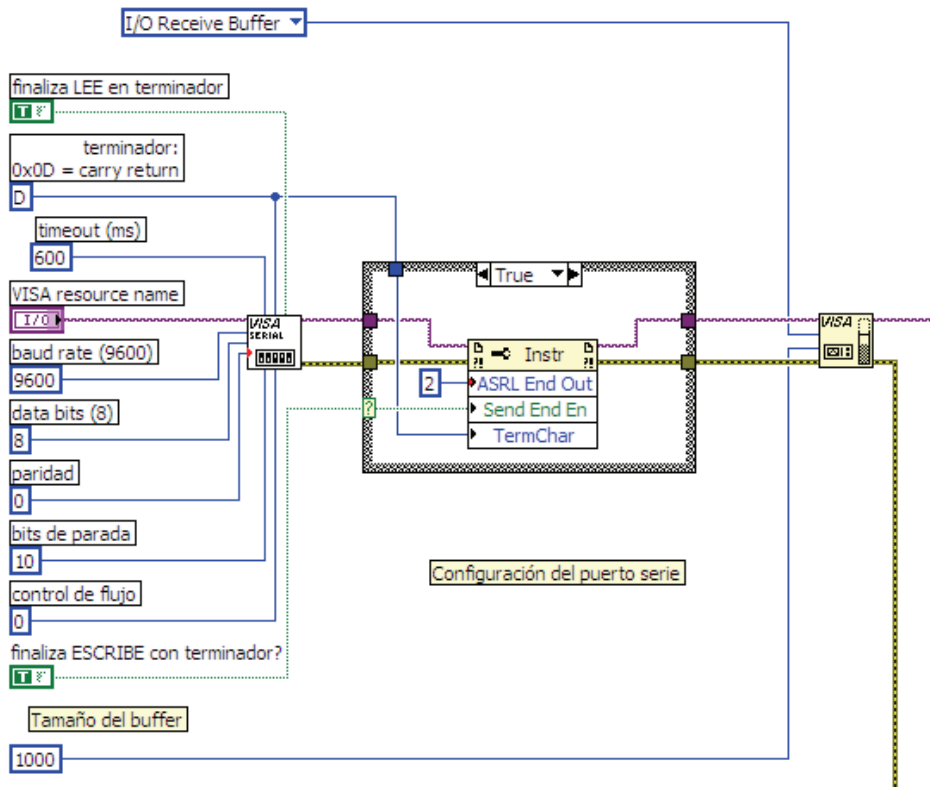 I/O Receive Buffer
finaliza LEE en terminador
T
terminador:
0x0D = carry return
D
timeout (ms)
600
VISA resource name
I/O
VISA
SERIAL
baud rate (9600)
9600
data bits (8)
8
paridad
0
bits de parada
10
control de flujo
0
finaliza ESCRIBE con terminador?
T
Tamaño del buffer
1000
True
?
Instr
2
ASRL End Out
Send End En
TermChar
Configuración del puerto serie
VISA